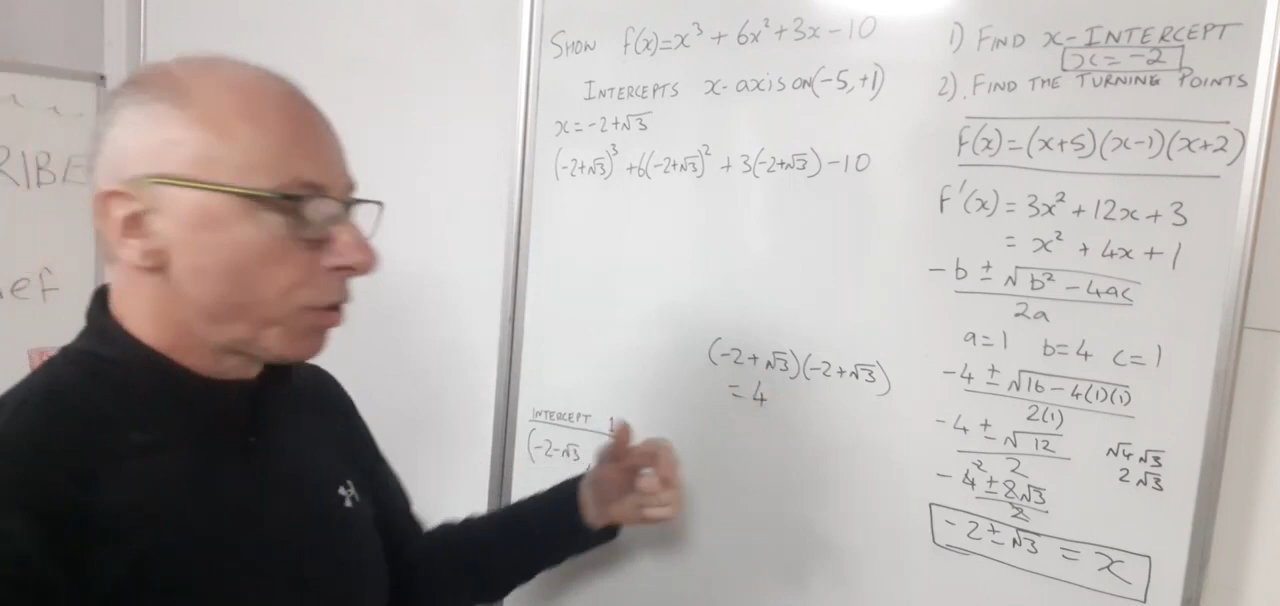 RIBE
ef
SHOW f(x)=x³ + 6x² + 3x - 10
INTERCEPTS x-axis on (-5, +1)
x = -2+√3
(-2+√3)³ + 6(-2+√3)² + 3(-2+√3) - 10
(-2+√3)(-2+√3)
= 4
INTERCEPT 1
(-2-√3
1) FIND x-INTERCEPT
x = -2
2). FIND THE TURNING POINTS
f(x) = (x+5)(x-1)(x+2)
f'(x) = 3x² + 12x + 3
= x² + 4x + 1
-b ± √b² - 4ac
2a
a=1 b=4 c=1
-4 ± √16 - 4(1)(1)
2(1)
-4 ± √12
2
√4 √3
2√3
-4² ± 2√3
2
-2 ± √3 = x